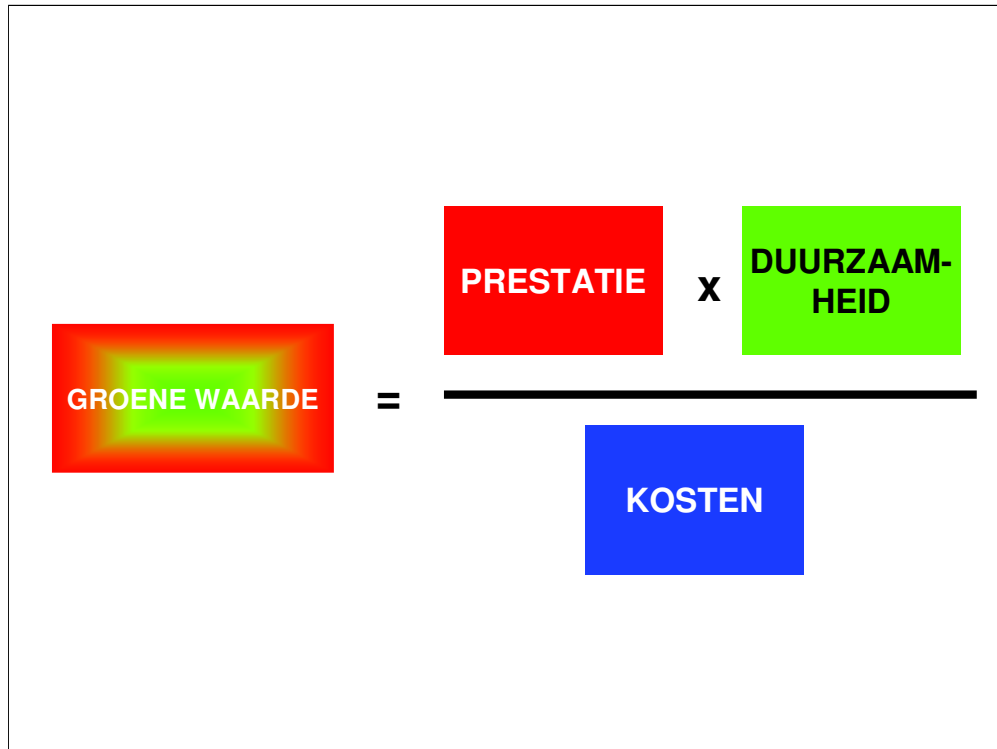 PRESTATIE x DUURZAAM-
HEID
GROENE WAARDE =
KOSTEN